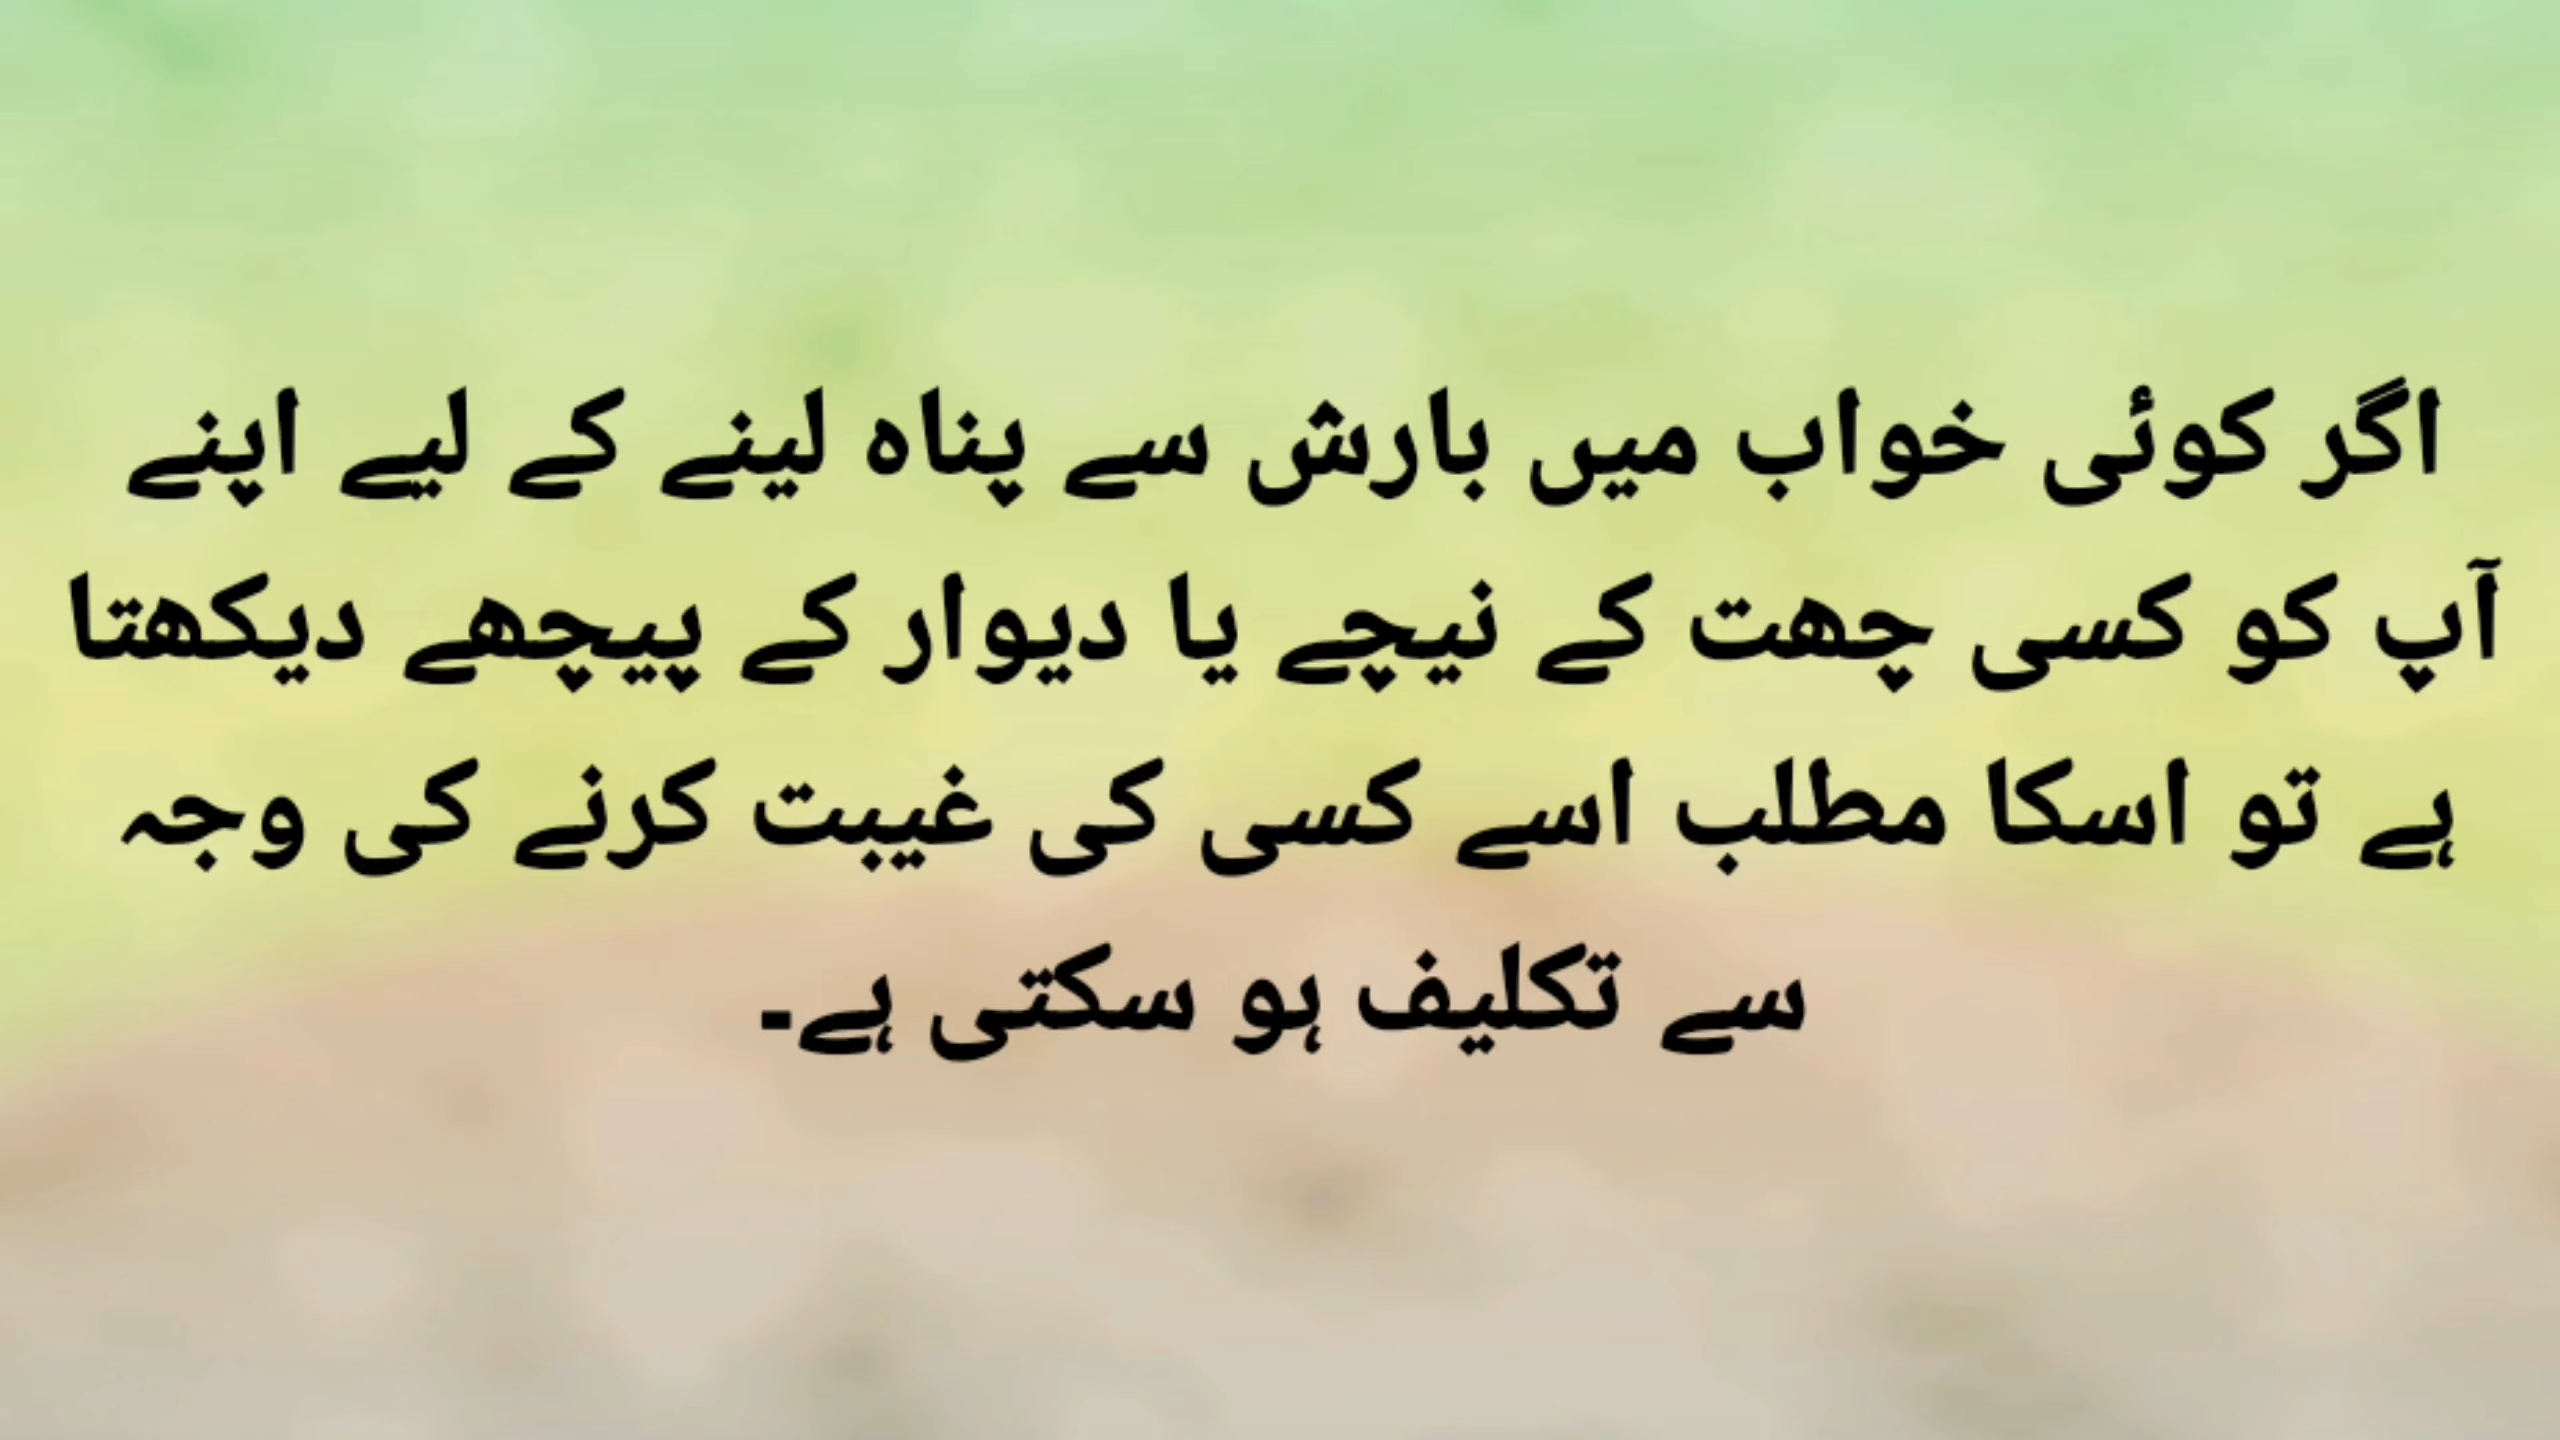 اگر کوئی خواب میں بارش سے پناہ لینے کے لیے اپنے
آپ کو کسی چھت کے نیچے یا دیوار کے پیچھے دیکھتا
ہے تو اسکا مطلب اسے کسی کی غیبت کرنے کی وجہ
سے تکلیف ہو سکتی ہے۔